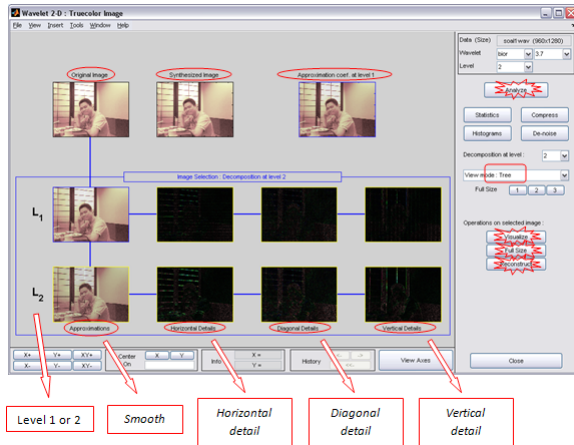 Wavelet 2-D : Truecolor Image
File View Insert Tools Window Help
Original Image
Synthesized Image
Approximation coef. at level 1
Image Selection : Decomposition at level 2
L1
L2
Approximations
Horizontal Details
Diagonal Details
Vertical Details
Data (Size) (960x1280)
Wavelet bior 3.7
Level 2
Analyze
Statistics Compress
Histograms De-noise
Decomposition at level : 2
View mode : Tree
Full Size 1 2 3
Operations on selected image :
Visualize
Full Size
Reconstruct
X+ Y+ XY+
X- Y- XY-
Center On X Y
Info X = Y =
History
View Axes
Close
Level 1 or 2
Smooth
Horizontal detail
Diagonal detail
Vertical detail